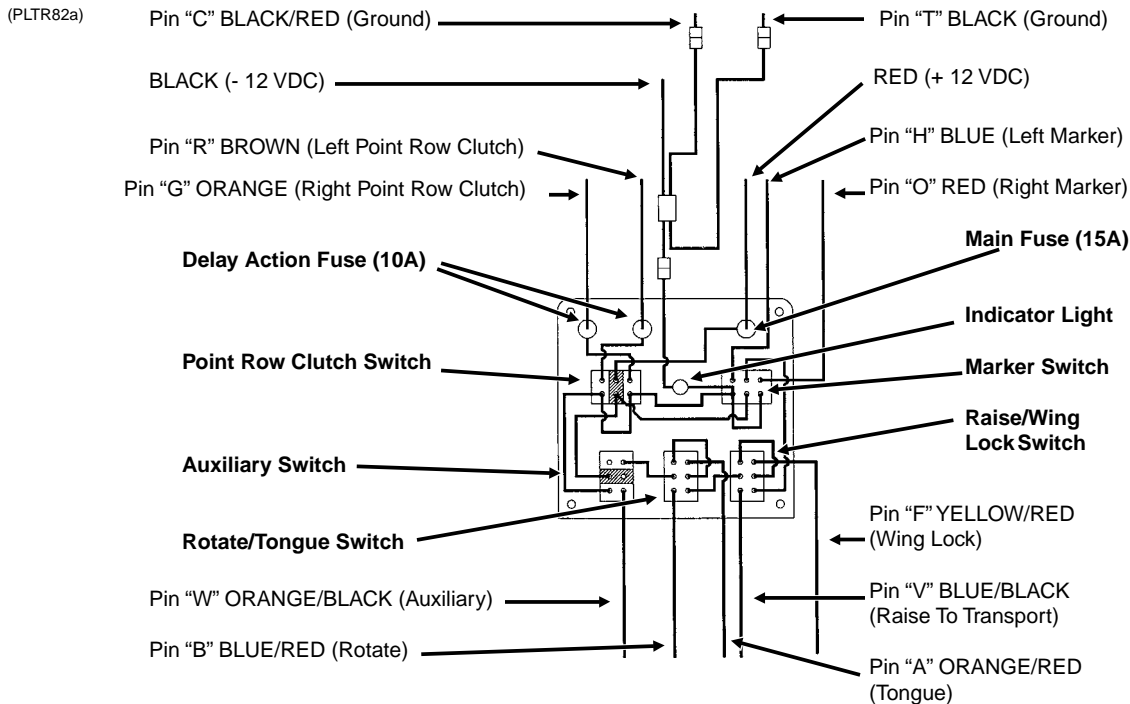 (PLTR82a)
Pin “C” BLACK/RED (Ground)
Pin “T” BLACK (Ground)
BLACK (- 12 VDC)
RED (+ 12 VDC)
Pin “R” BROWN (Left Point Row Clutch)
Pin “H” BLUE (Left Marker)
Pin “G” ORANGE (Right Point Row Clutch)
Pin “O” RED (Right Marker)
Delay Action Fuse (10A)
Main Fuse (15A)
Indicator Light
Point Row Clutch Switch
Marker Switch
Raise/Wing
Lock Switch
Auxiliary Switch
Rotate/Tongue Switch
Pin “F” YELLOW/RED
(Wing Lock)
Pin “W” ORANGE/BLACK (Auxiliary)
Pin “V” BLUE/BLACK
(Raise To Transport)
Pin “B” BLUE/RED (Rotate)
Pin “A” ORANGE/RED
(Tongue)